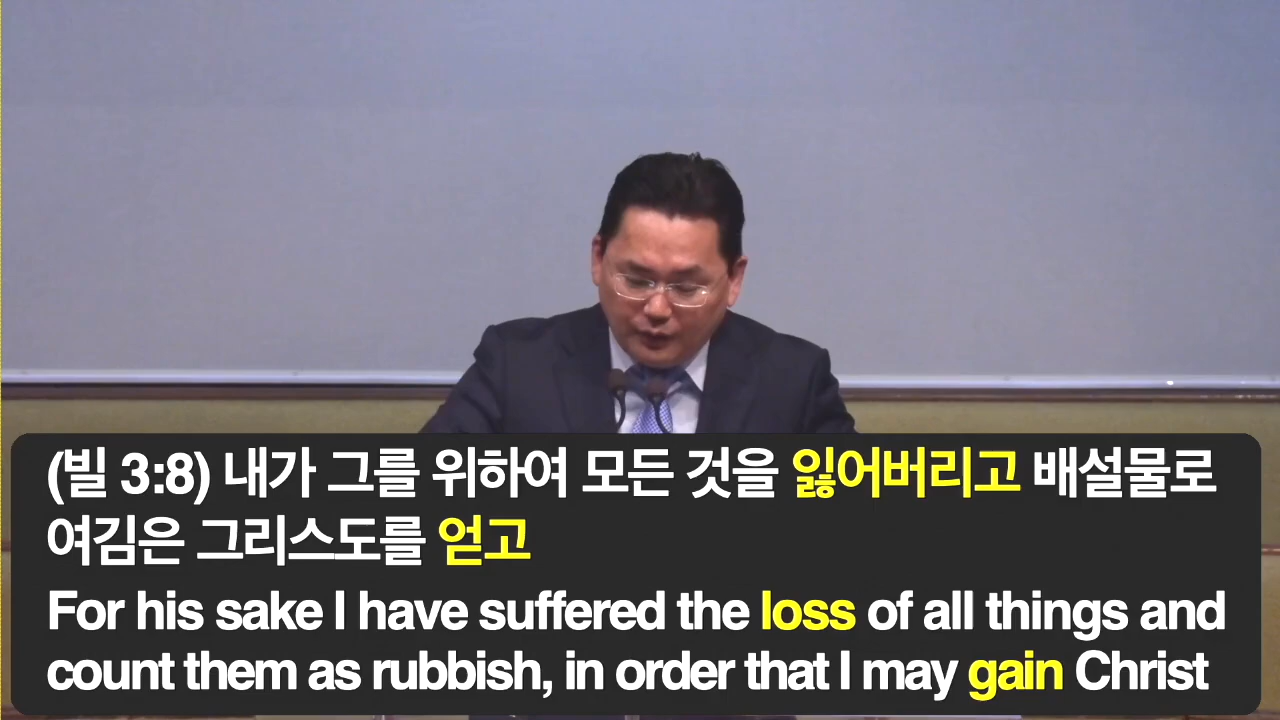 (빌 3:8) 내가 그를 위하여 모든 것을 잃어버리고 배설물로
여김은 그리스도를 얻고
For his sake I have suffered the loss of all things and
count them as rubbish, in order that I may gain Christ